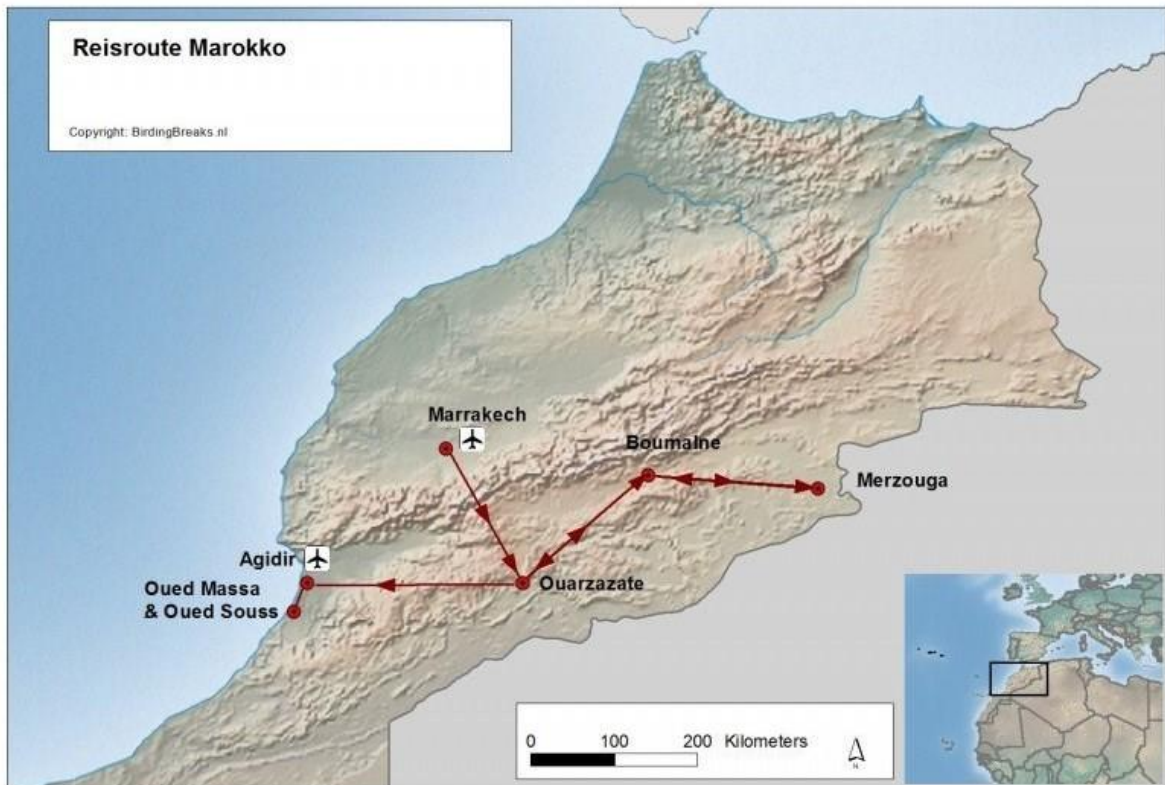 Reisroute Marokko
Copyright: BirdingBreaks.nl
Marrakech
Boumalne
Merzouga
Agidir
Oued Massa
& Oued Souss
Ouarzazate
0 100 200 Kilometers
N